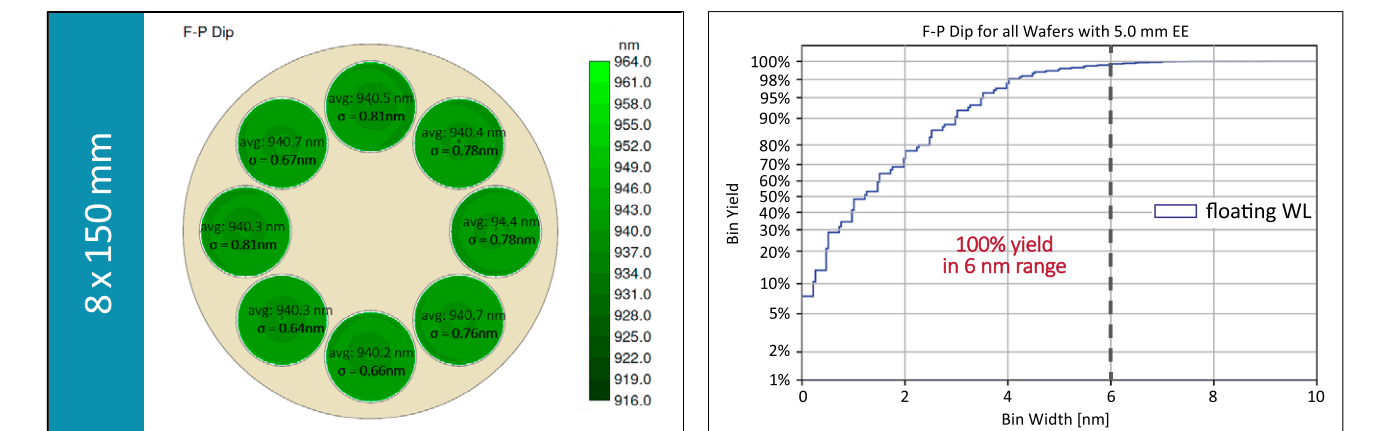 8 x 150 mm
F-P Dip
nm
964.0
961.0
958.0
955.0
952.0
949.0
946.0
943.0
940.0
937.0
934.0
931.0
928.0
925.0
922.0
919.0
916.0
avg: 940.5 nm
σ = 0.81nm
avg: 940.7 nm
σ = 0.67nm
avg: 940.4 nm
σ = 0.78nm
avg: 940.3 nm
σ = 0.81nm
avg: 94.4 nm
σ = 0.78nm
avg: 940.3 nm
σ = 0.64nm
avg: 940.7 nm
σ = 0.76nm
avg: 940.2 nm
σ = 0.66nm
F-P Dip for all Wafers with 5.0 mm EE
Bin Yield
100%
98%
95%
90%
80%
70%
60%
50%
40%
30%
20%
10%
5%
2%
1%
floating WL
100% yield
in 6 nm range
0 2 4 6 8 10
Bin Width [nm]